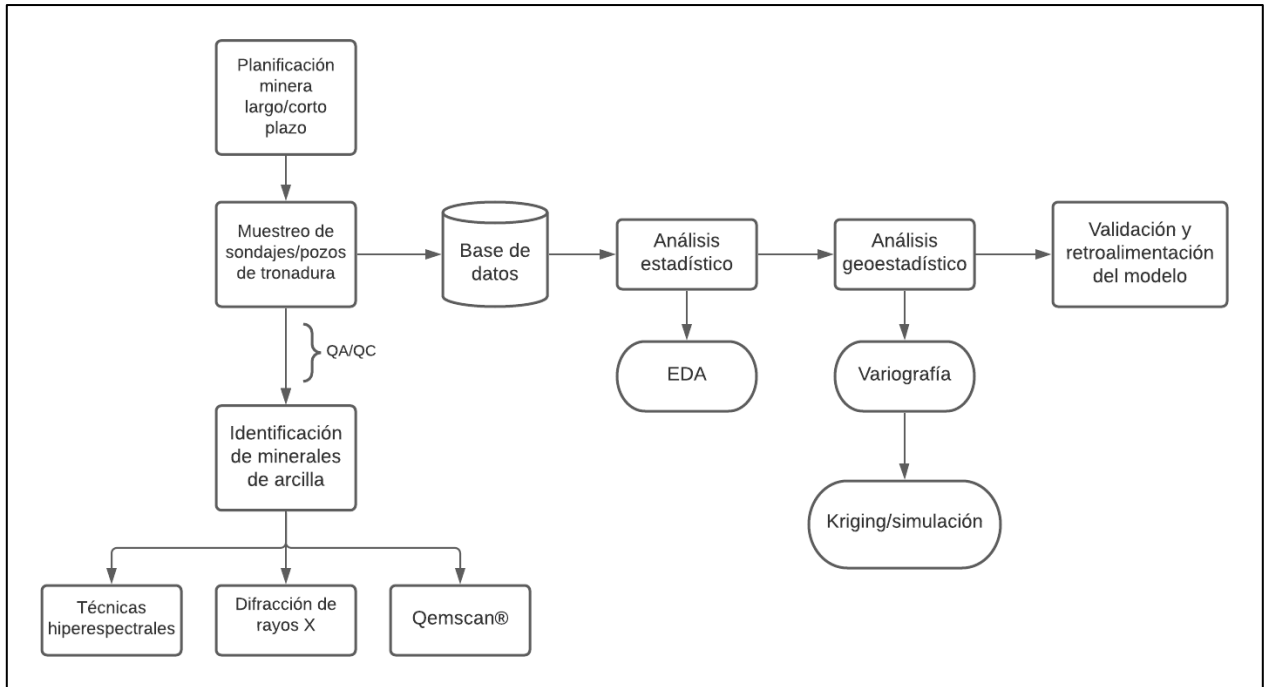 Planificación
minera
largo/corto
plazo
Muestreo de
sondajes/pozos
de tronadura
Base de
datos
Análisis
estadístico
Análisis
geoestadístico
Validación y
retroalimentación
del modelo
QA/QC
EDA
Variografía
Identificación
de minerales
de arcilla
Kriging/simulación
Técnicas
hiperespectrales
Difracción de
rayos X
Qemscan®